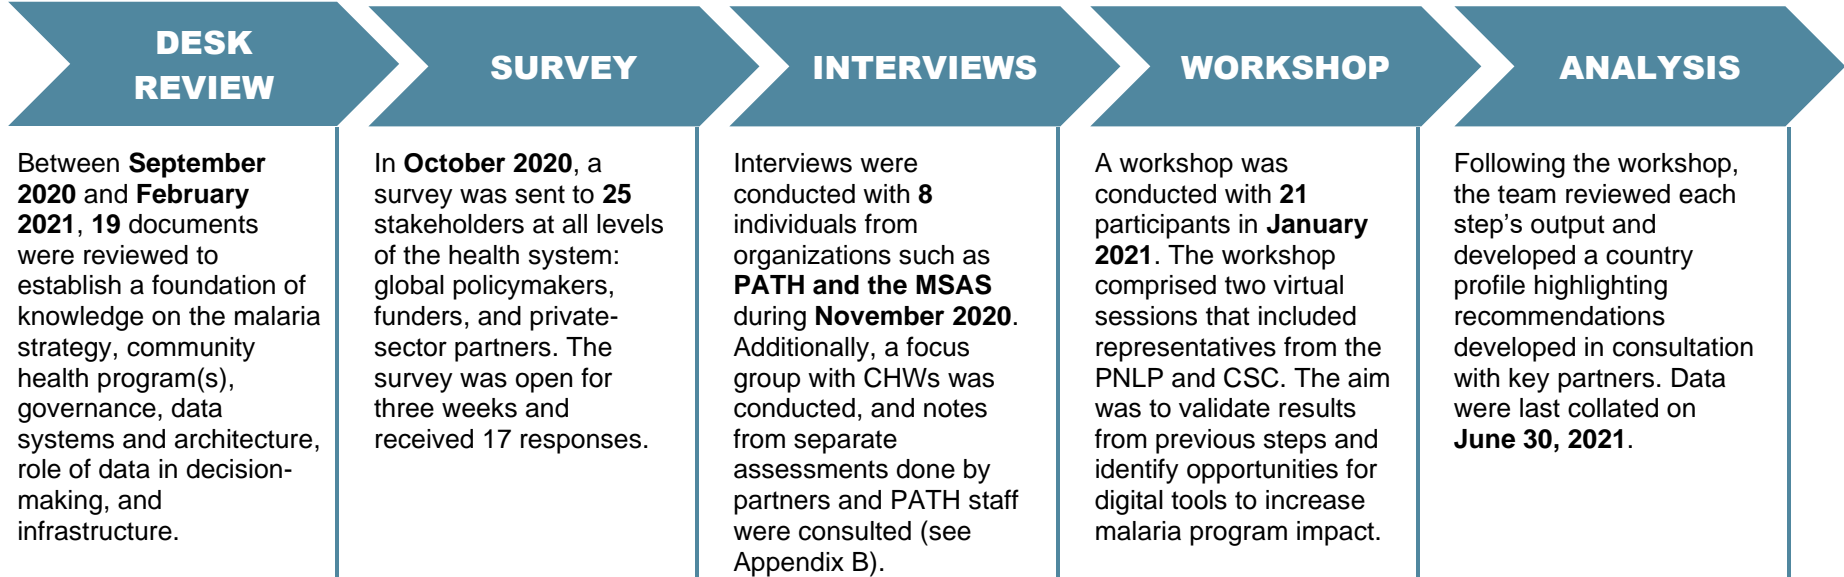 DESK
REVIEW
Between September
2020 and February
2021, 19 documents
were reviewed to
establish a foundation of
knowledge on the malaria
strategy, community
health program(s),
governance, data
systems and architecture,
role of data in decision-
making, and
infrastructure.
SURVEY
In October 2020, a
survey was sent to 25
stakeholders at all levels
of the health system:
global policymakers,
funders, and private-
sector partners. The
survey was open for
three weeks and
received 17 responses.
INTERVIEWS
Interviews were
conducted with 8
individuals from
organizations such as
PATH and the MSAS
during November 2020.
Additionally, a focus
group with CHWs was
conducted, and notes
from separate
assessments done by
partners and PATH staff
were consulted (see
Appendix B).
WORKSHOP
A workshop was
conducted with 21
participants in January
2021. The workshop
comprised two virtual
sessions that included
representatives from the
PNLP and CSC. The aim
was to validate results
from previous steps and
identify opportunities for
digital tools to increase
malaria program impact.
ANALYSIS
Following the workshop,
the team reviewed each
step’s output and
developed a country
profile highlighting
recommendations
developed in consultation
with key partners. Data
were last collated on
June 30, 2021.